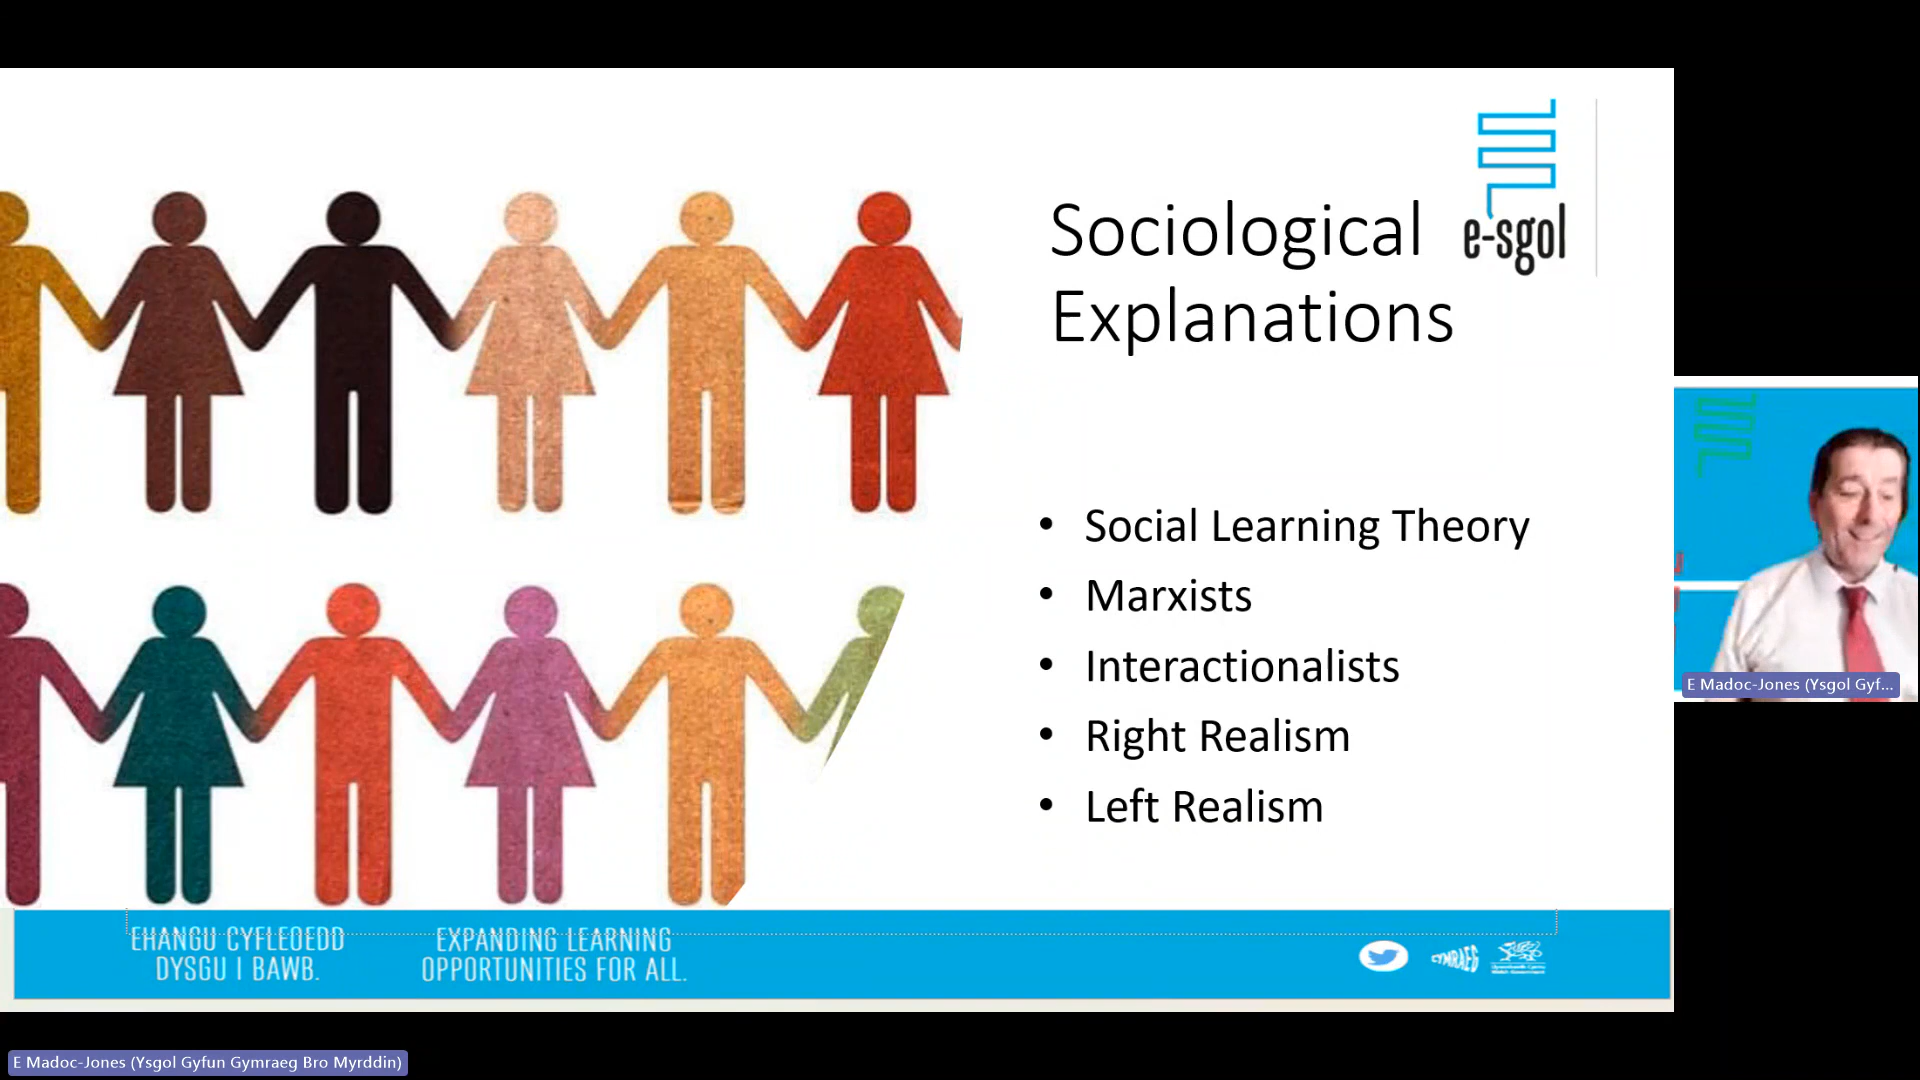 Sociological
Explanations
e-sgol
• Social Learning Theory
• Marxists
• Interactionalists
• Right Realism
• Left Realism
E Madoc-Jones (Ysgol Gyf...
EHANGU CYFLEOEDD
DYSGU I BAWB.
EXPANDING LEARNING
OPPORTUNITIES FOR ALL.
CYMRAEG
E Madoc-Jones (Ysgol Gyfun Gymraeg Bro Myrddin)